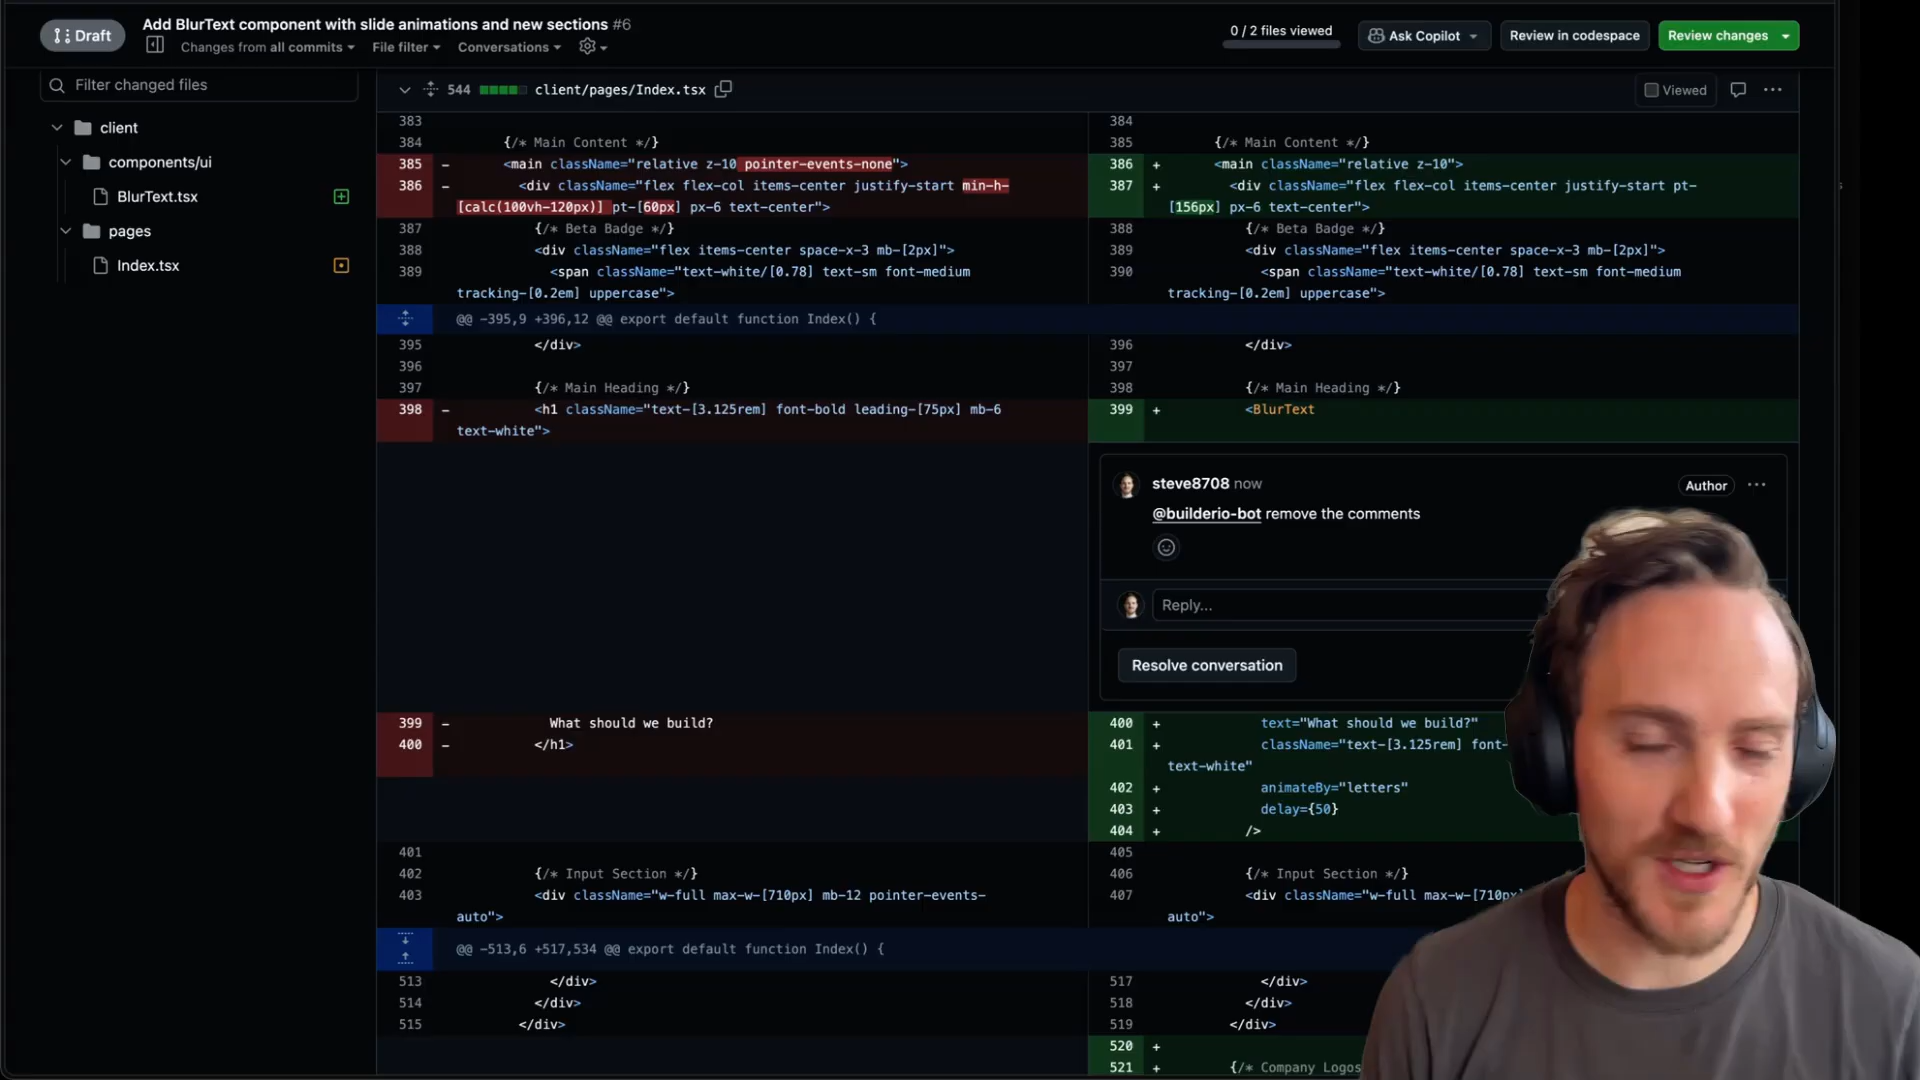 Draft
Add BlurText component with slide animations and new sections #6
Changes from all commits File filter Conversations
0 / 2 files viewed
Ask Copilot
Review in codespace
Review changes
Filter changed files
client
components/ui
BlurText.tsx
pages
Index.tsx
544 client/pages/Index.tsx
Viewed
383
384 {/* Main Content */}
385 - <main className="relative z-10 pointer-events-none">
386 - <div className="flex flex-col items-center justify-start min-h-
[calc(100vh-120px)] pt-[60px] px-6 text-center">
387 {/* Beta Badge */}
388 <div className="flex items-center space-x-3 mb-[2px]">
389 <span className="text-white/[0.78] text-sm font-medium
tracking-[0.2em] uppercase">
384
385 {/* Main Content */}
386 + <main className="relative z-10">
387 + <div className="flex flex-col items-center justify-start pt-
[156px] px-6 text-center">
388 {/* Beta Badge */}
389 <div className="flex items-center space-x-3 mb-[2px]">
390 <span className="text-white/[0.78] text-sm font-medium
tracking-[0.2em] uppercase">
@@ -395,9 +396,12 @@ export default function Index() {
395 </div>
396
397 {/* Main Heading */}
398 - <h1 className="text-[3.125rem] font-bold leading-[75px] mb-6
text-white">
396 </div>
397
398 {/* Main Heading */}
399 + <BlurText
steve8708 now
Author
@builderio-bot remove the comments
Reply...
Resolve conversation
399 - What should we build?
400 - </h1>
400 + text="What should we build?"
401 + className="text-[3.125rem] font-
text-white"
402 + animateBy="letters"
403 + delay={50}
404 + />
401
402 {/* Input Section */}
403 <div className="w-full max-w-[710px] mb-12 pointer-events-
auto">
405
406 {/* Input Section */}
407 <div className="w-full max-w-[710px]
auto">
@@ -513,6 +517,534 @@ export default function Index() {
513 </div>
514 </div>
515 </div>
517 </div>
518 </div>
519 </div>
520 +
521 + {/* Company Logos